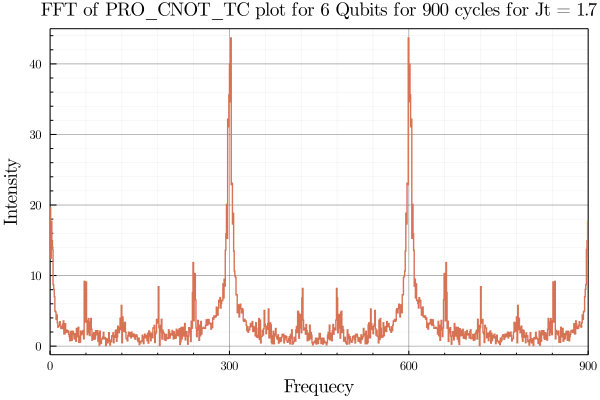 FFT of PRO_CNOT_TC plot for 6 Qubits for 900 cycles for Jt = 1.7
40
30
20
10
0
Intensity
0 300 600 900
Frequecy